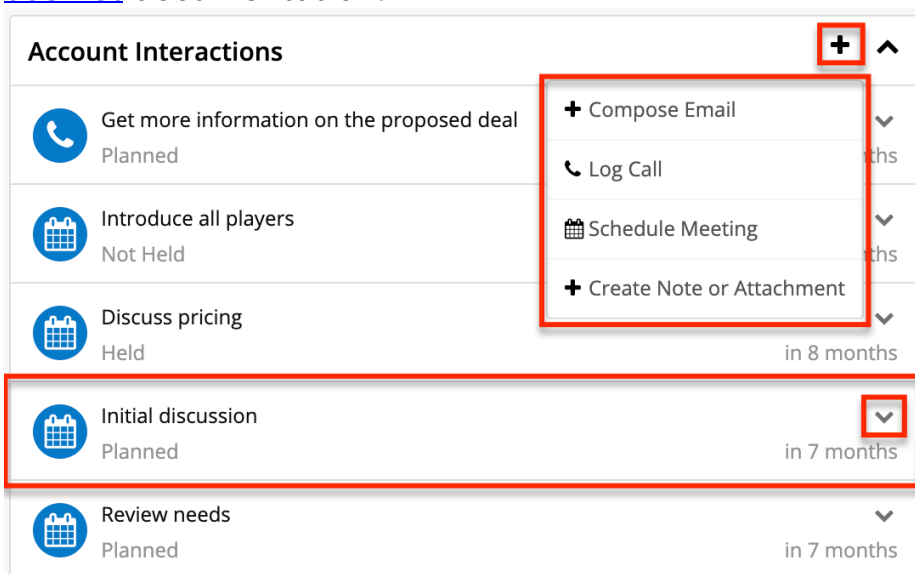 Account Interactions
Get more information on the proposed deal
Planned
ths
Compose Email
Log Call
Schedule Meeting
Create Note or Attachment
Introduce all players
Not Held
ths
Discuss pricing
Held
in 8 months
Initial discussion
Planned
in 7 months
Review needs
Planned
in 7 months